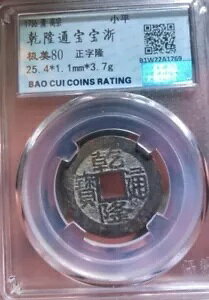 小平
乾隆通宝宝浙
极美80 正字隆
25.4*1.1mm*3.7g
B1W22A1769
BAO CUI COINS RATING
乾隆通寶